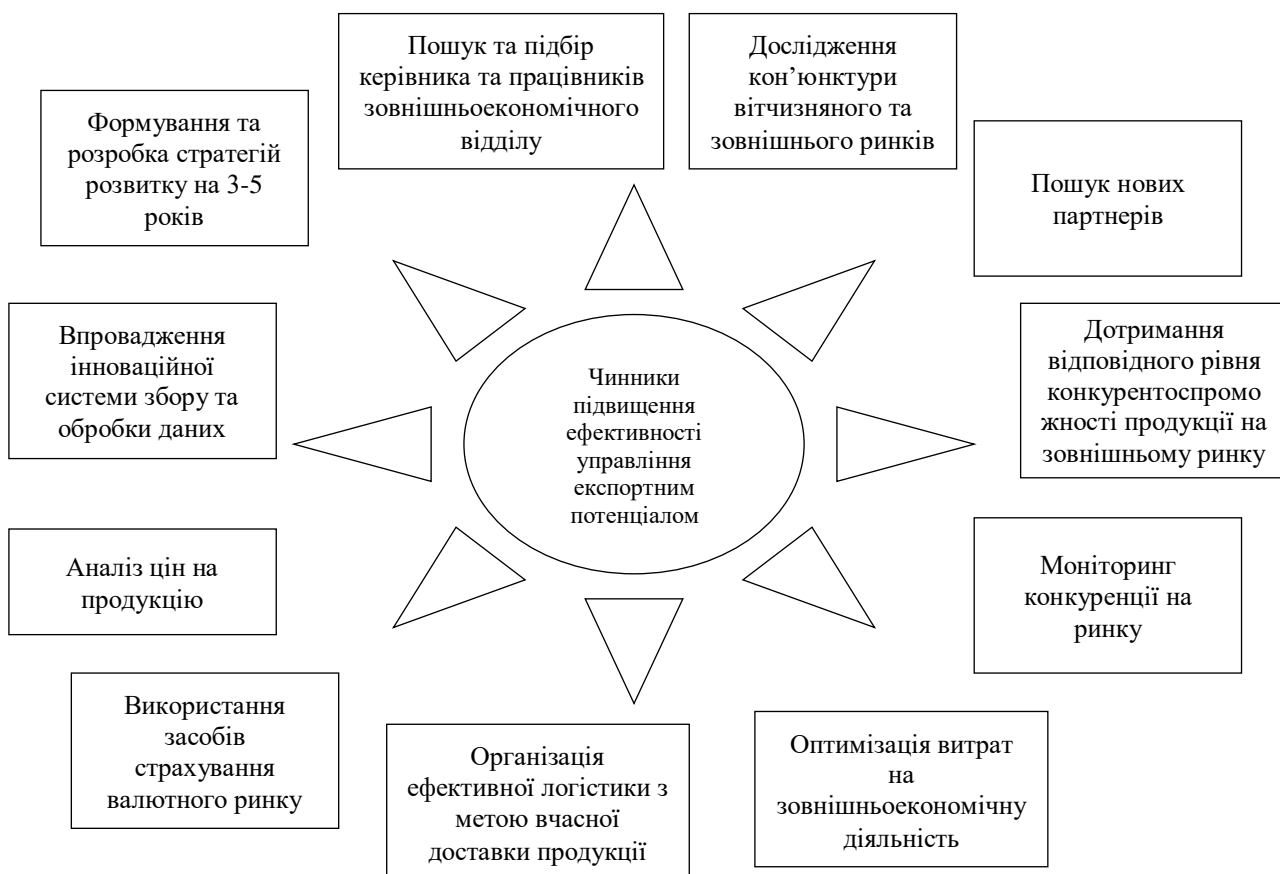 Пошук та підбір
керівника та працівників
зовнішньоекономічного
відділу
Дослідження
кон’юнктури
вітчизняного та
зовнішнього ринків
Формування та
розробка стратегій
розвитку на 3-5
років
Пошук нових
партнерів
Впровадження
інноваційної
системи збору та
обробки даних
Дотримання
відповідного рівня
конкурентоспромо
жності продукції на
зовнішньому ринку
Чинники
підвищення
ефективності
управління
експортним
потенціалом
Аналіз цін на
продукцію
Моніторинг
конкуренції на
ринку
Використання
засобів
страхування
валютного ринку
Організація
ефективної логістики з
метою вчасної
доставки продукції
Оптимізація витрат
на
зовнішньоекономічну
діяльність